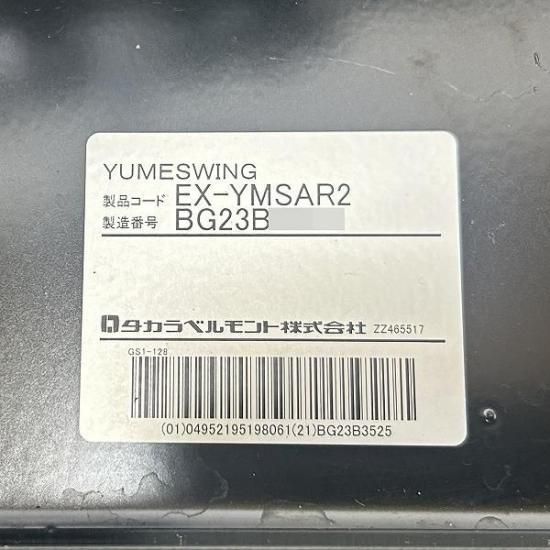 YUMESWING
製品コード EX-YMSAR2
製造番号 BG23B
タカラベルモント株式会社 ZZ465517
GS1-128
(01)04952195198061(21)BG23B3525